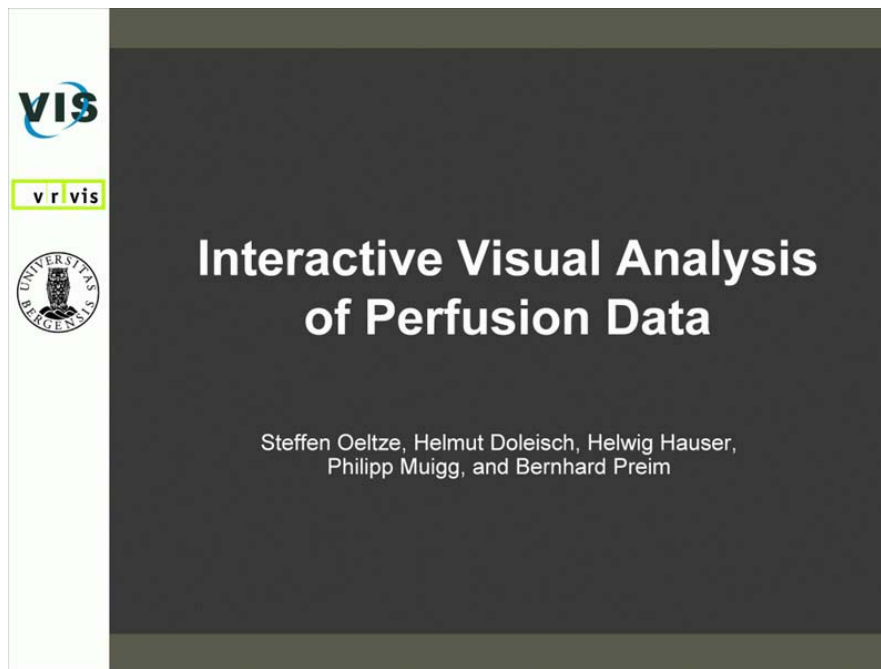 VIS
vrvis
UNIVERSITAS BERGENSIS
Interactive Visual Analysis
of Perfusion Data
Steffen Oeltze, Helmut Doleisch, Helwig Hauser,
Philipp Muigg, and Bernhard Preim